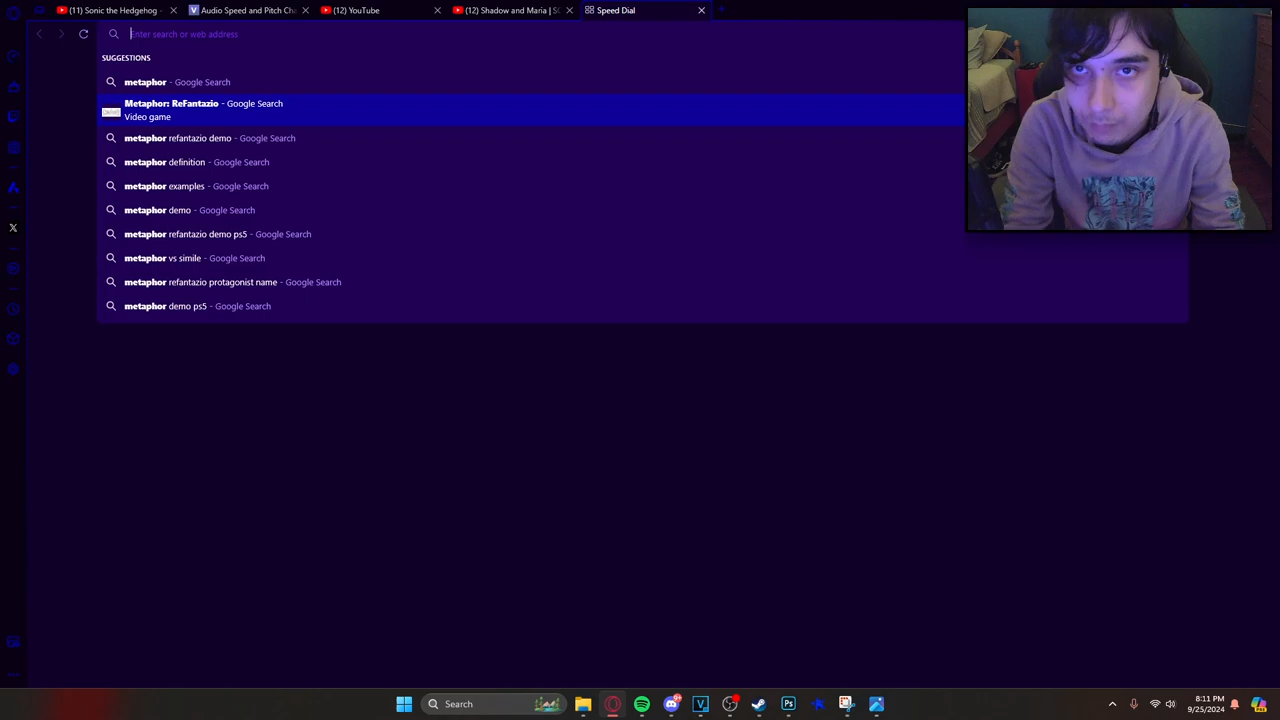 (11) Sonic the Hedgehog -
Audio Speed and Pitch Cha
(12) YouTube
(12) Shadow and Maria | SO
Speed Dial
Enter search or web address
SUGGESTIONS
metaphor - Google Search
Metaphor: ReFantazio - Google Search
Video game
metaphor refantazio demo - Google Search
metaphor definition - Google Search
metaphor examples - Google Search
metaphor demo - Google Search
metaphor refantazio demo ps5 - Google Search
metaphor vs simile - Google Search
metaphor refantazio protagonist name - Google Search
metaphor demo ps5 - Google Search
Search
8:11 PM
9/25/2024